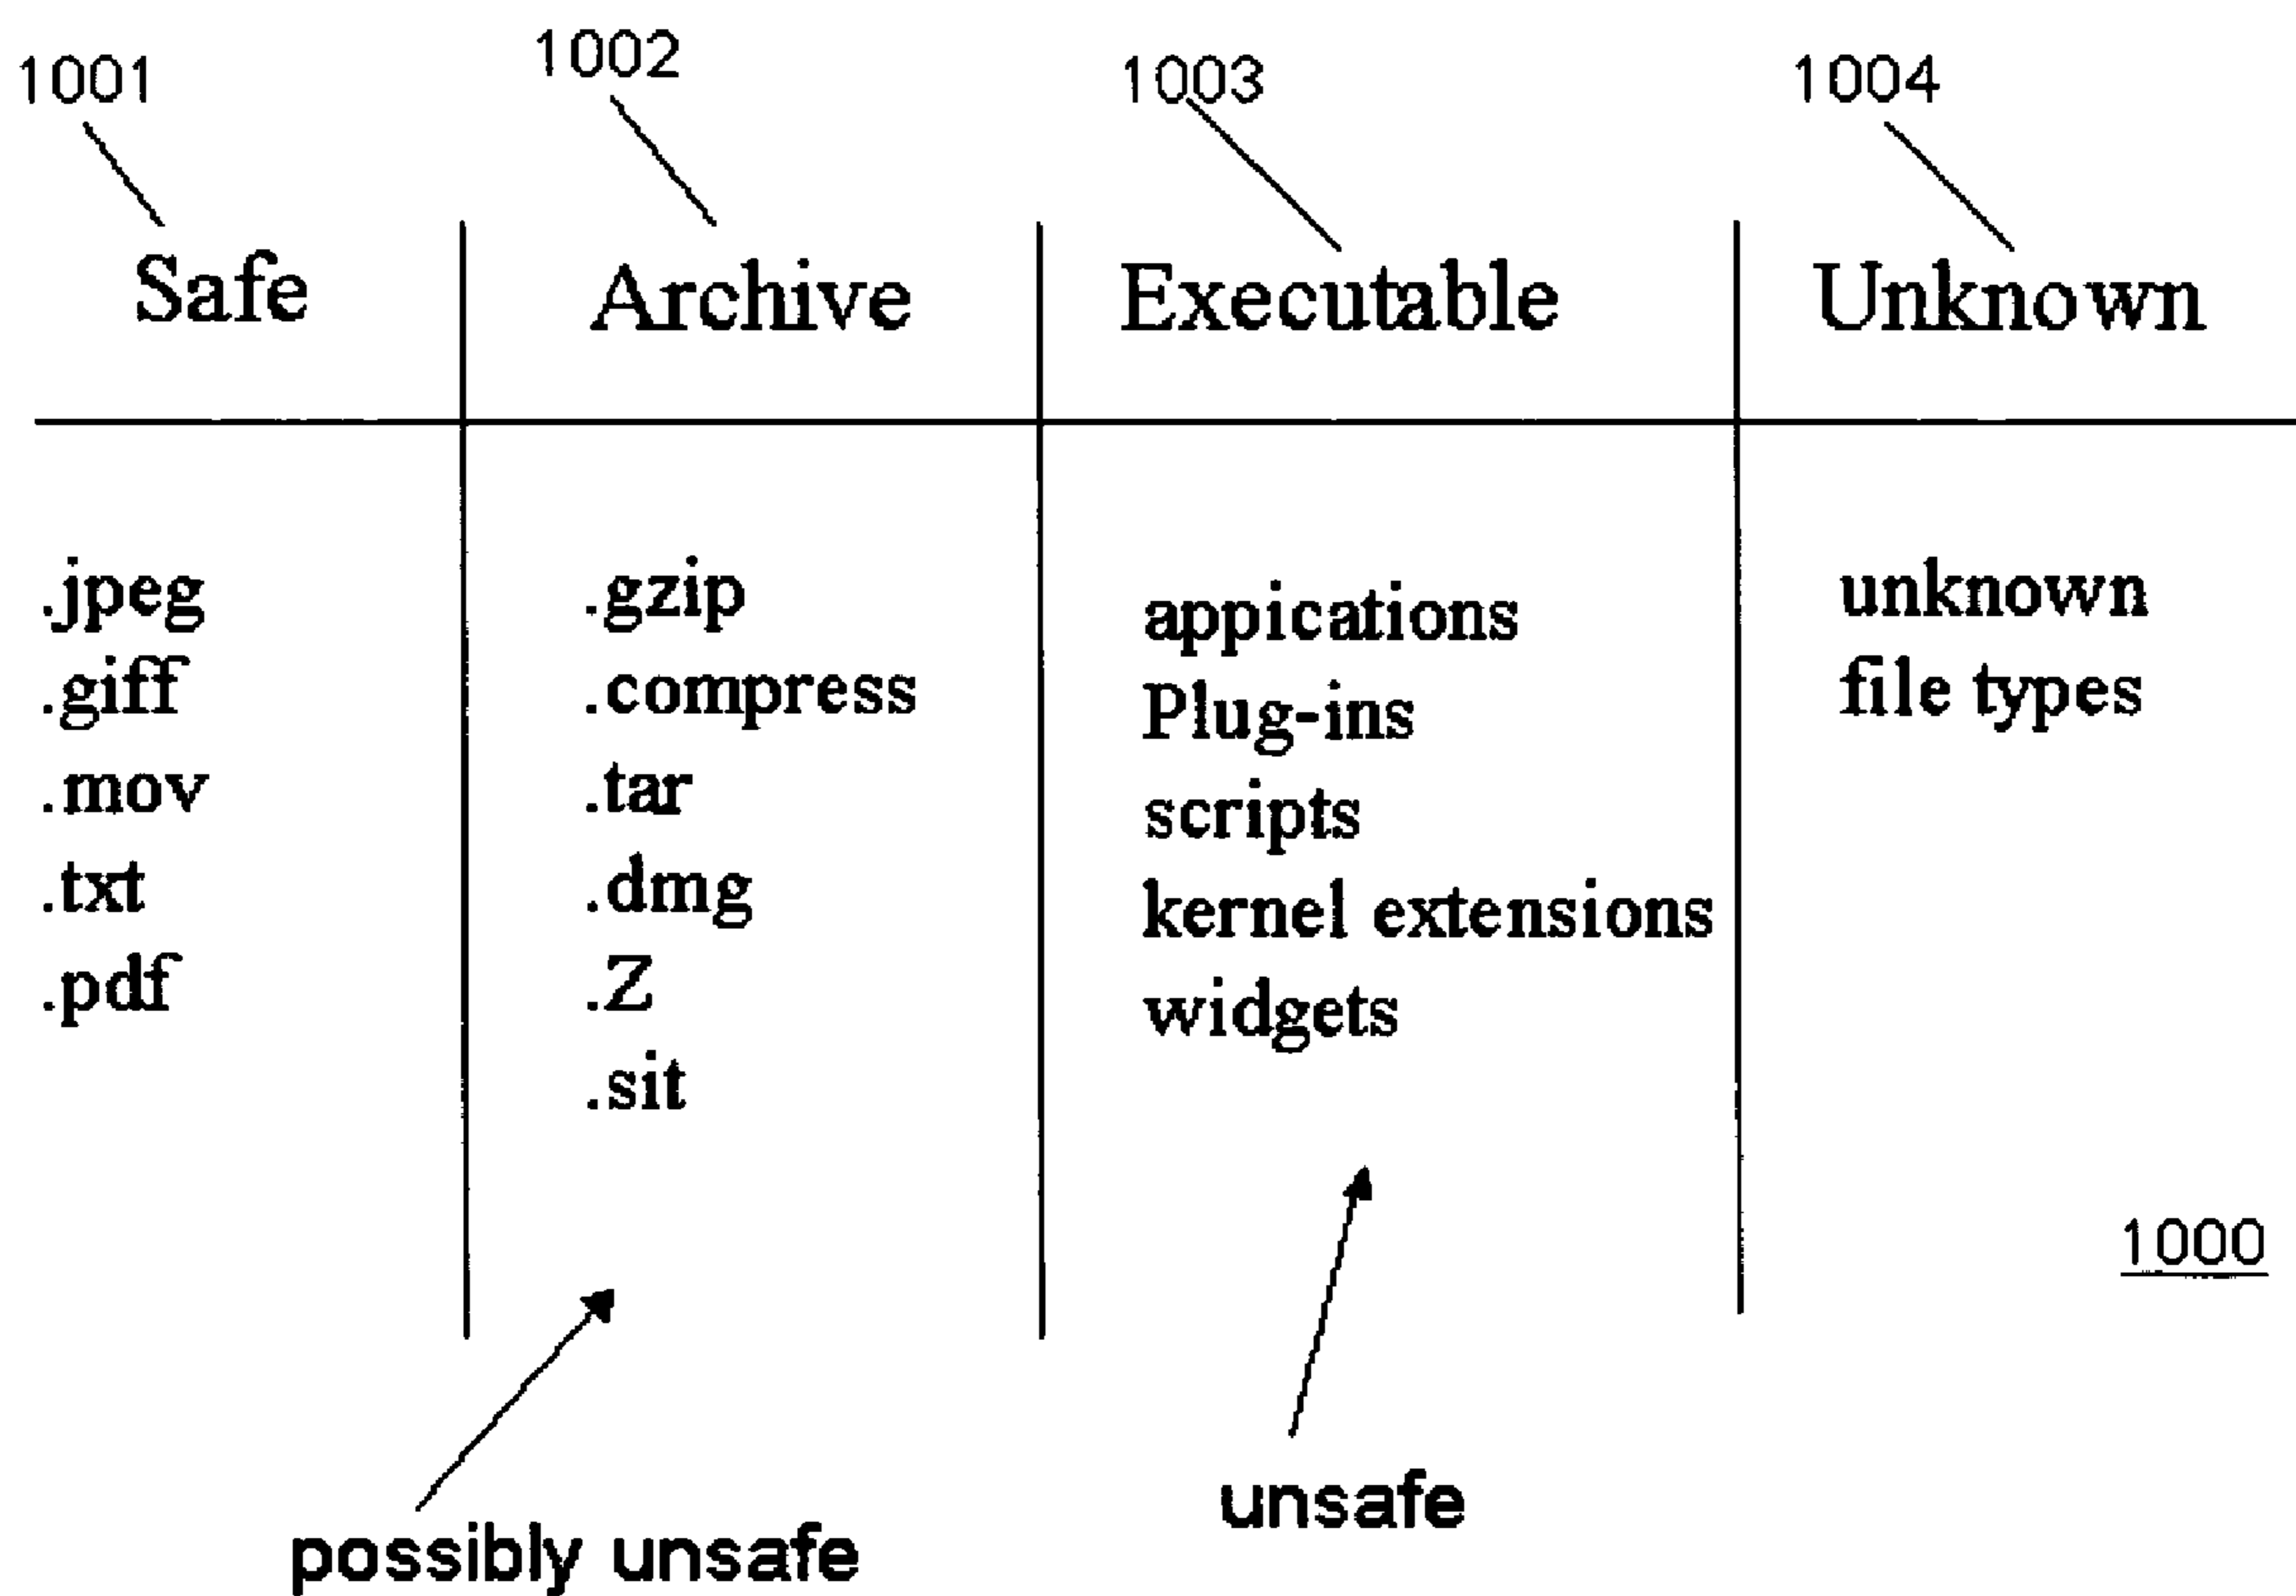 1001
1002
1003
1004
Safe
Archive
Executable
Unknown
.jpeg
.giff
.mov
.txt
.pdf
.gzip
.compress
.tar
.dmg
.Z
.sit
appications
Plug-ins
scripts
kernel extensions
widgets
unknown
file types
1000
possibly unsafe
unsafe